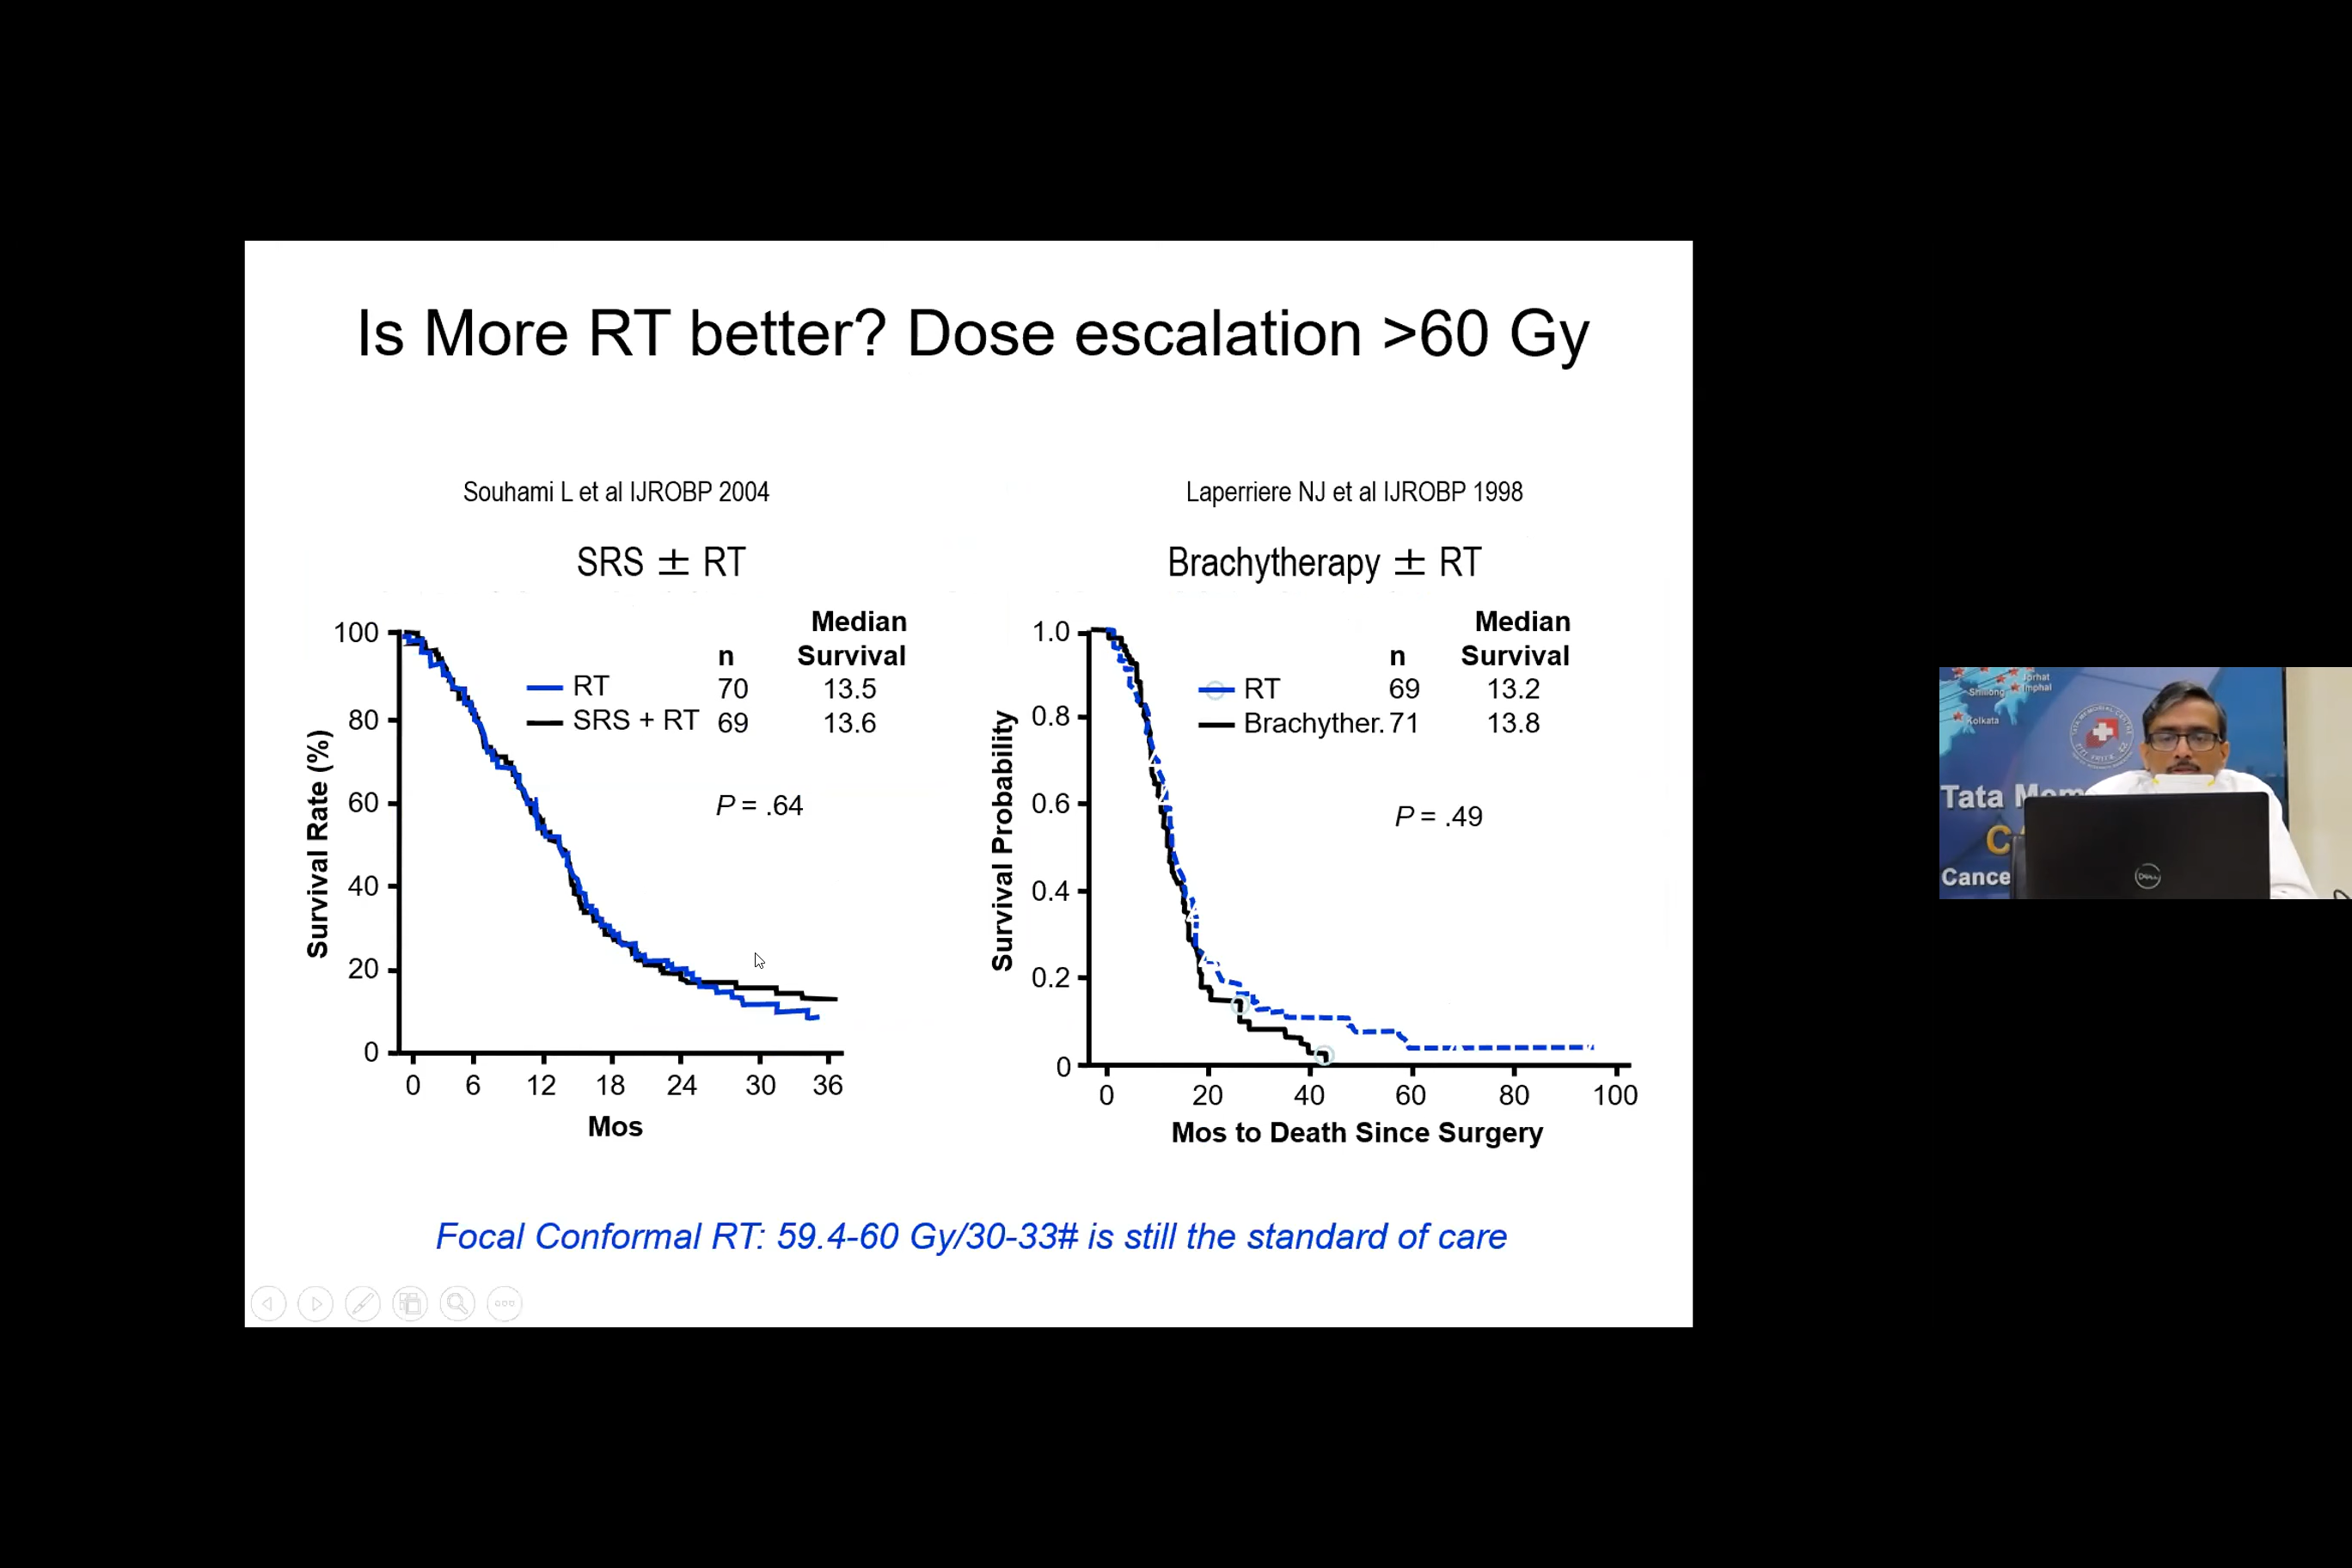 Is More RT better? Dose escalation >60 Gy
Souhami L et al IJROBP 2004
SRS ± RT
Median
n Survival
RT 70 13.5
SRS + RT 69 13.6
P = .64
Survival Rate (%)
100
80
60
40
20
0
0 6 12 18 24 30 36
Mos
Laperriere NJ et al IJROBP 1998
Brachytherapy ± RT
Median
n Survival
RT 69 13.2
Brachyther. 71 13.8
P = .49
Survival Probability
1.0
0.8
0.6
0.4
0.2
0
0 20 40 60 80 100
Mos to Death Since Surgery
Focal Conformal RT: 59.4-60 Gy/30-33# is still the standard of care
Jorhat
Shillong Imphal
Kolkata
Tata Mem
C
Cance
DELL